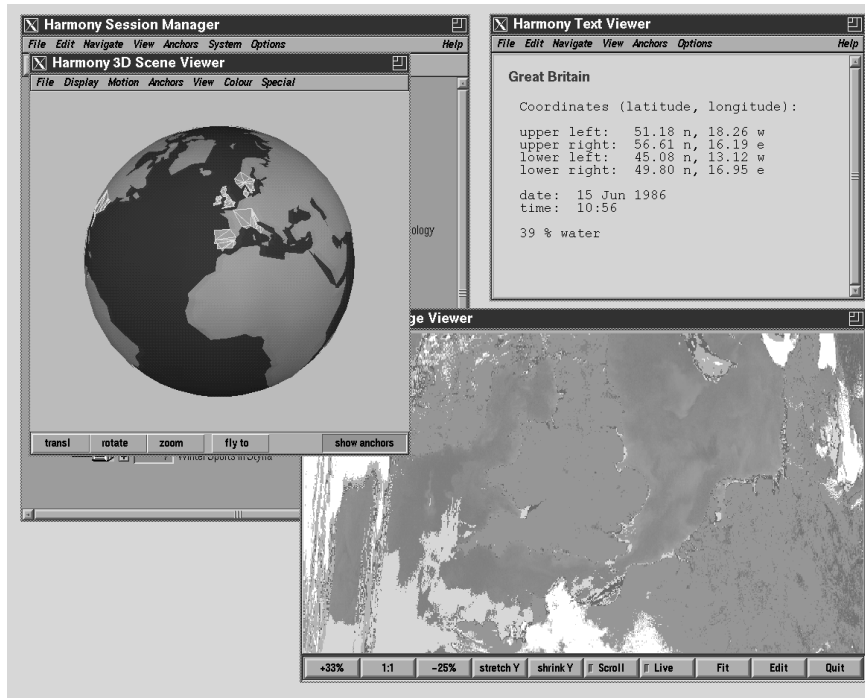 Harmony Session Manager
File Edit Navigate View Anchors System Options Help
Harmony 3D Scene Viewer
File Display Motion Anchors View Colour Special
ology
transl rotate zoom fly to show anchors
Winter Sports in Styria
Harmony Text Viewer
File Edit Navigate View Anchors Options Help
Great Britain
Coordinates (latitude, longitude):
upper left: 51.18 n, 18.26 w
upper right: 56.61 n, 16.19 e
lower left: 45.08 n, 13.12 w
lower right: 49.80 n, 16.95 e
date: 15 Jun 1986
time: 10:56
39 % water
ge Viewer
+33% 1:1 -25% stretch Y shrink Y Scroll Live Fit Edit Quit